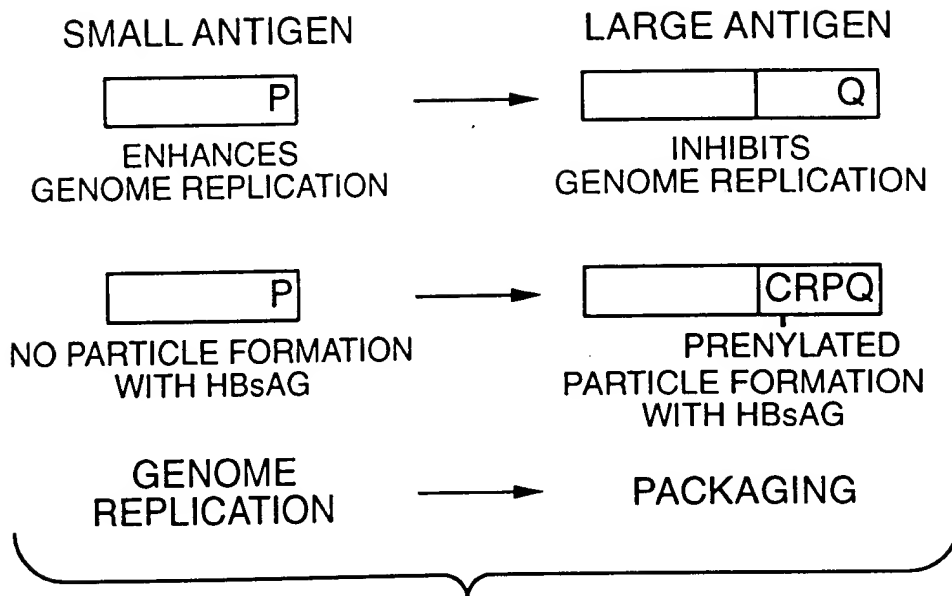 SMALL ANTIGEN
LARGE ANTIGEN
P
Q
ENHANCES
GENOME REPLICATION
INHIBITS
GENOME REPLICATION
P
CRPQ
NO PARTICLE FORMATION
WITH HBsAG
PRENYLATED
PARTICLE FORMATION
WITH HBsAG
GENOME
REPLICATION
PACKAGING